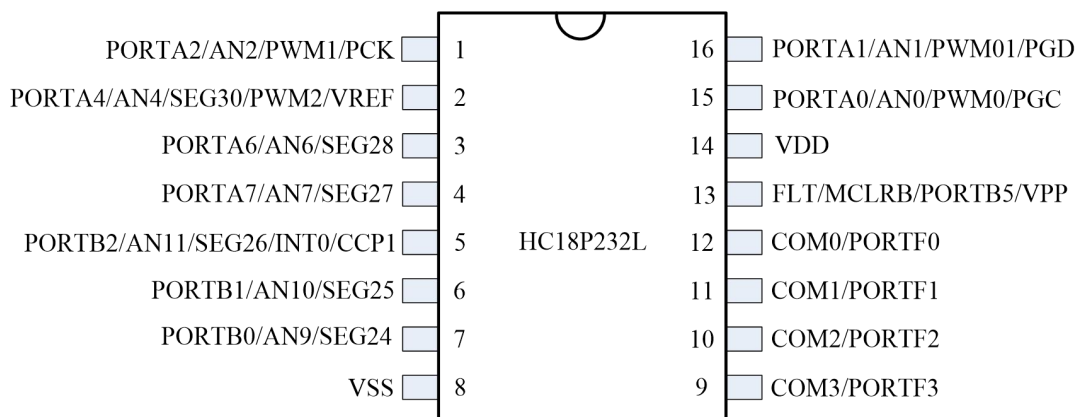 PORTA2/AN2/PWM1/PCK 1 16 PORTA1/AN1/PWM01/PGD
PORTA4/AN4/SEG30/PWM2/VREF 2 15 PORTA0/AN0/PWM0/PGC
PORTA6/AN6/SEG28 3 14 VDD
PORTA7/AN7/SEG27 4 13 FLT/MCLRB/PORTB5/VPP
PORTB2/AN11/SEG26/INT0/CCP1 5 HC18P232L 12 COM0/PORTF0
PORTB1/AN10/SEG25 6 11 COM1/PORTF1
PORTB0/AN9/SEG24 7 10 COM2/PORTF2
VSS 8 9 COM3/PORTF3